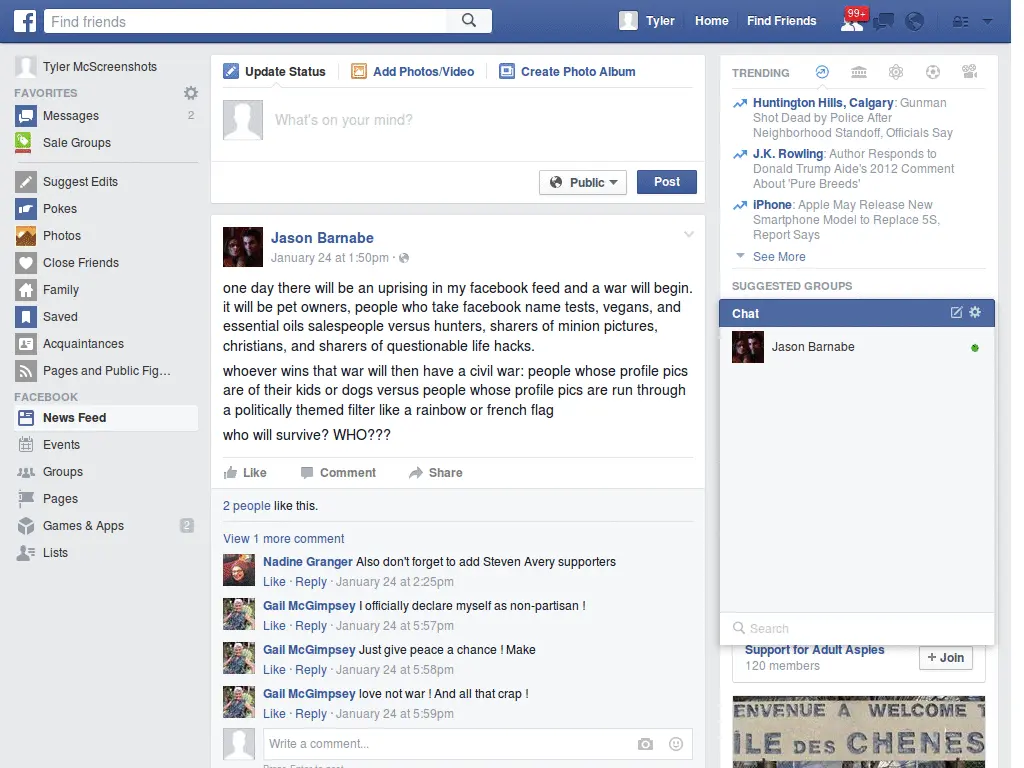 f
Find friends
Tyler
Home
Find Friends
99+
Tyler McScreenshots
FAVORITES
Messages 2
Sale Groups
Suggest Edits
Pokes
Photos
Close Friends
Family
Saved
Acquaintances
Pages and Public Fig…
FACEBOOK
News Feed
Events
Groups
Pages
Games & Apps 2
Lists
Update Status
Add Photos/Video
Create Photo Album
What's on your mind?
Public
Post
Jason Barnabe
January 24 at 1:50pm ·
one day there will be an uprising in my facebook feed and a war will begin.
it will be pet owners, people who take facebook name tests, vegans, and
essential oils salespeople versus hunters, sharers of minion pictures,
christians, and sharers of questionable life hacks.
whoever wins that war will then have a civil war: people whose profile pics
are of their kids or dogs versus people whose profile pics are run through
a politically themed filter like a rainbow or french flag
who will survive? WHO???
Like
Comment
Share
2 people like this.
View 1 more comment
Nadine Granger Also don't forget to add Steven Avery supporters
Like · Reply · January 24 at 2:25pm
Gail McGimpsey I officially declare myself as non-partisan !
Like · Reply · January 24 at 5:57pm
Gail McGimpsey Just give peace a chance ! Make
Like · Reply · January 24 at 5:58pm
Gail McGimpsey love not war ! And all that crap !
Like · Reply · January 24 at 5:59pm
Write a comment...
TRENDING
Huntington Hills, Calgary: Gunman
Shot Dead by Police After
Neighborhood Standoff, Officials Say
J.K. Rowling: Author Responds to
Donald Trump Aide's 2012 Comment
About 'Pure Breeds'
iPhone: Apple May Release New
Smartphone Model to Replace 5S,
Report Says
See More
SUGGESTED GROUPS
Chat
Jason Barnabe
Search
Support for Adult Aspies
120 members
+ Join
ENVENUE A WELCOME T
ÎLE DES CHENES